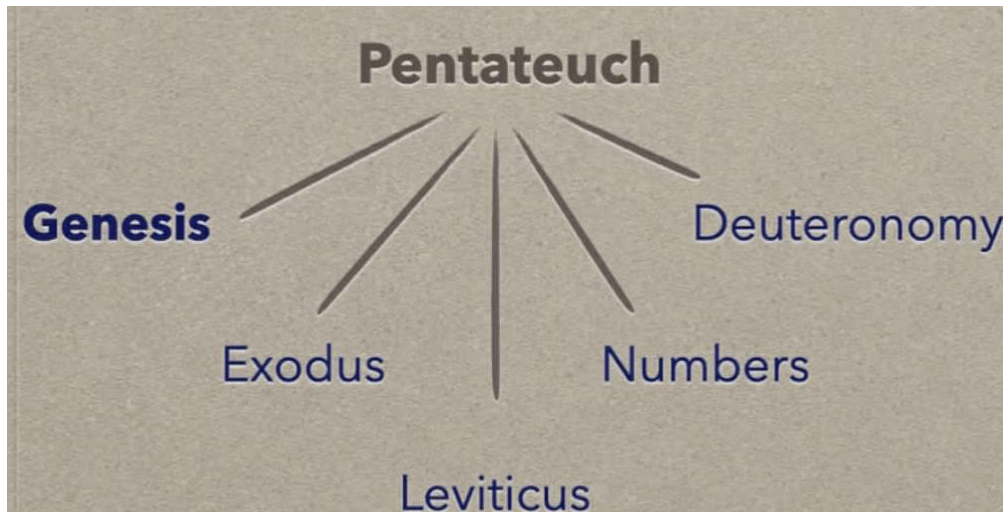 Pentateuch
Genesis
Deuteronomy
Exodus
Numbers
Leviticus